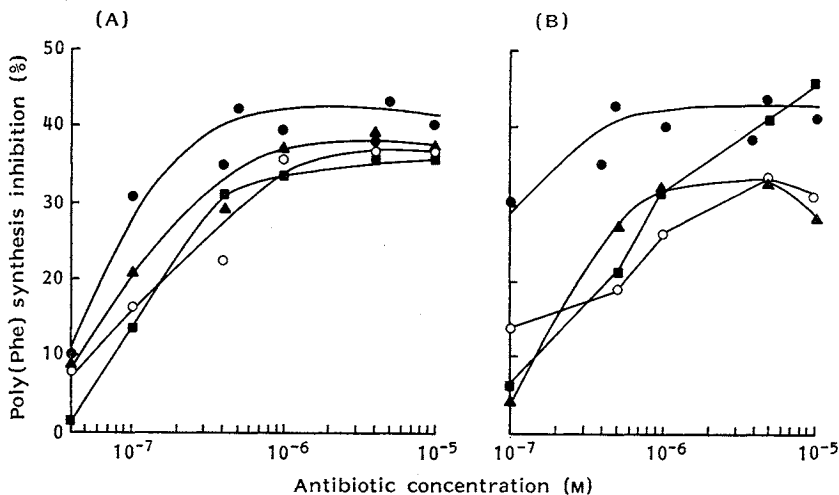 (A) (B)
Poly(Phe) synthesis inhibition (%)
50
40
30
20
10
0
10⁻⁷ 10⁻⁶ 10⁻⁵ 10⁻⁷ 10⁻⁶ 10⁻⁵
Antibiotic concentration (M)